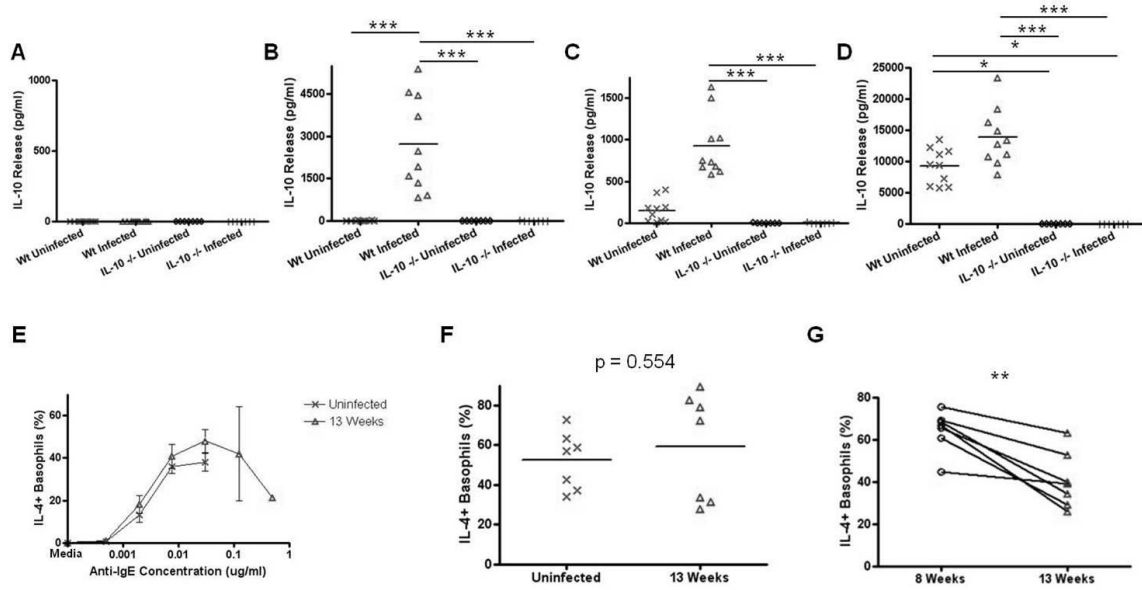 A
IL-10 Release (pg/ml)
1000
500
0
Wt Uninfected
Wt Infected
IL-10 -/- Uninfected
IL-10 -/- Infected
B
***
***
***
IL-10 Release (pg/ml)
4500
3000
1500
0
Wt Uninfected
Wt Infected
IL-10 -/- Uninfected
IL-10 -/- Infected
C
***
***
IL-10 Release (pg/ml)
1500
1000
500
0
Wt Uninfected
Wt Infected
IL-10 -/- Uninfected
IL-10 -/- Infected
D
***
***
*
*
IL-10 Release (pg/ml)
25000
20000
15000
10000
5000
0
Wt Uninfected
Wt Infected
IL-10 -/- Uninfected
IL-10 -/- Infected
E
IL-4+ Basophils (%)
60
40
20
0
Media
0.001
0.01
0.1
1
Anti-IgE Concentration (ug/ml)
Uninfected
13 Weeks
F
p = 0.554
IL-4+ Basophils (%)
80
60
40
20
0
Uninfected
13 Weeks
G
**
IL-4+ Basophils (%)
80
60
40
20
0
8 Weeks
13 Weeks